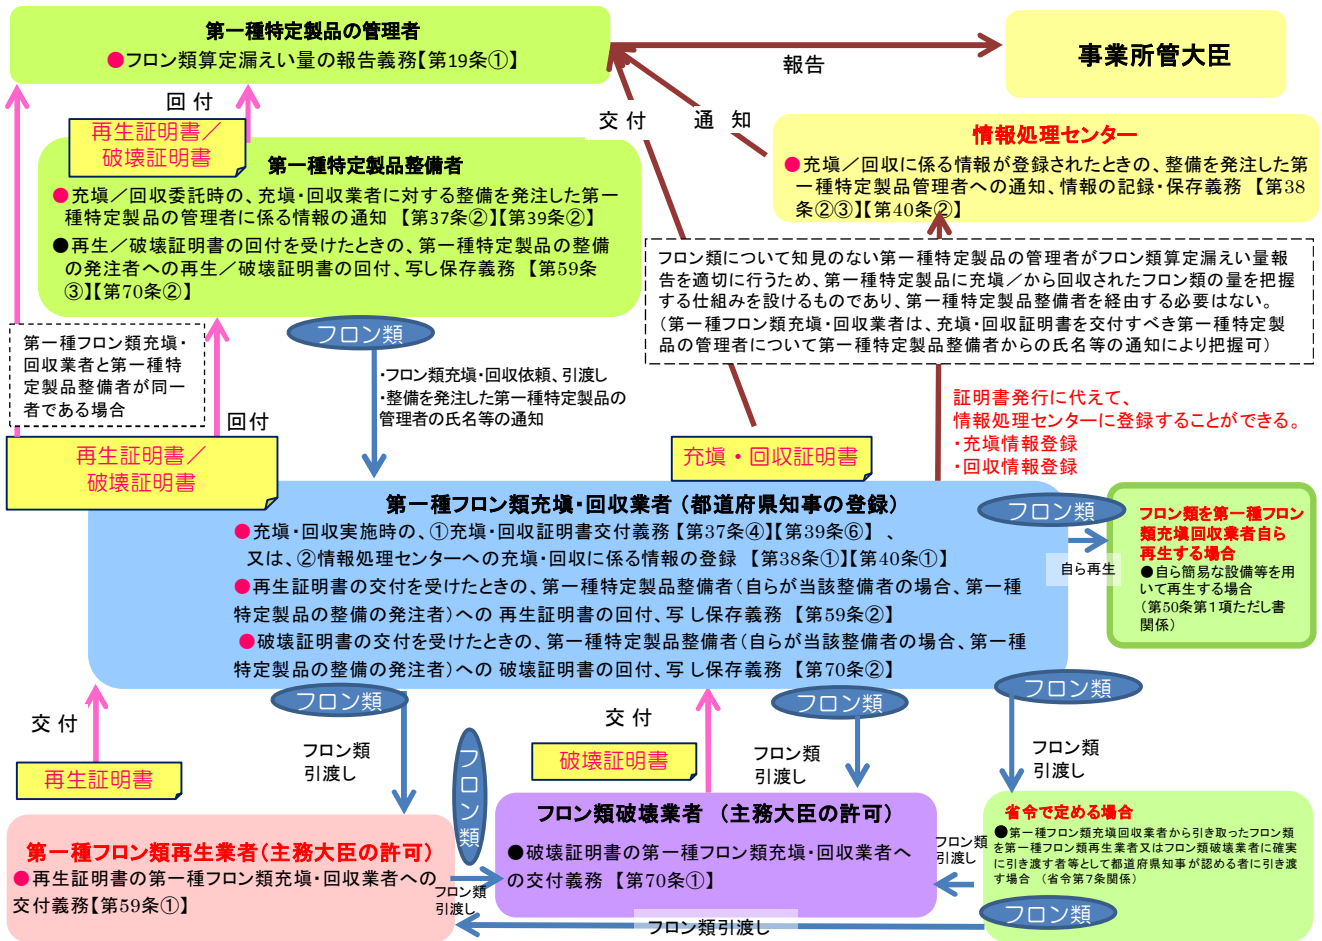 第一種特定製品の管理者
●フロン類算定漏えい量の報告義務【第19条①】
報告
事業所管大臣
回 付
再生証明書／
破壊証明書
交 付
通 知
情報処理センター
●充塡／回収に係る情報が登録されたときの、整備を発注した第
一種特定製品管理者への通知、情報の記録・保存義務 【第38
条②③】【第40条②】
第一種特定製品整備者
●充塡／回収委託時の、充塡・回収業者に対する整備を発注した第一
種特定製品の管理者に係る情報の通知 【第37条②】【第39条②】
●再生／破壊証明書の回付を受けたときの、第一種特定製品の整備
の発注者への再生／破壊証明書の回付、写し保存義務 【第59条
③】【第70条②】
フロン類について知見のない第一種特定製品の管理者がフロン類算定漏えい量報
告を適切に行うため、第一種特定製品に充塡／から回収されたフロン類の量を把握
する仕組みを設けるものであり、第一種特定製品整備者を経由する必要はない。
（第一種フロン類充塡・回収業者は、充塡・回収証明書を交付すべき第一種特定製
品の管理者について第一種特定製品整備者からの氏名等の通知により把握可）
第一種フロン類充塡・
回収業者と第一種特
定製品整備者が同一
者である場合
フロン類
・フロン類充塡・回収依頼、引渡し
・整備を発注した第一種特定製品の
管理者の氏名等の通知
回付
再生証明書／
破壊証明書
充塡・回収証明書
証明書発行に代えて、
情報処理センターに登録することができる。
・充塡情報登録
・回収情報登録
第一種フロン類充塡・回収業者（都道府県知事の登録）
●充塡・回収実施時の、①充塡・回収証明書交付義務【第37条④】【第39条⑥】 、
又は、②情報処理センターへの充塡・回収に係る情報の登録 【第38条①】【第40条①】
●再生証明書の交付を受けたときの、第一種特定製品整備者（自らが当該整備者の場合、第一種
特定製品の整備の発注者）への 再生証明書の回付、写し保存義務 【第59条②】
●破壊証明書の交付を受けたときの、第一種特定製品整備者（自らが当該整備者の場合、第一種
特定製品の整備の発注者）への 破壊証明書の回付、写し保存義務 【第70条②】
フロン類
自ら再生
フロン類を第一種フロン
類充塡回収業者自ら
再生する場合
●自ら簡易な設備等を用
いて再生する場合
（第50条第１項ただし書
関係）
フロン類
フロン類
フロン類
交 付
再生証明書
フロン類
引渡し
フロン類
交 付
破壊証明書
フロン類
引渡し
フロン類
引渡し
第一種フロン類再生業者（主務大臣の許可）
●再生証明書の第一種フロン類充塡・回収業者への
交付義務【第59条①】
フロン類
引渡し
フロン類破壊業者 （主務大臣の許可）
●破壊証明書の第一種フロン類充塡・回収業者へ
の交付義務 【第70条①】
フロン類
引渡し
省令で定める場合
●第一種フロン類充塡回収業者から引き取ったフロン類
を第一種フロン類再生業者又はフロン類破壊業者に確実
に引き渡す者等として都道府県知事が認める者に引き渡
す場合 （省令第７条関係）
フロン類
フロン類引渡し